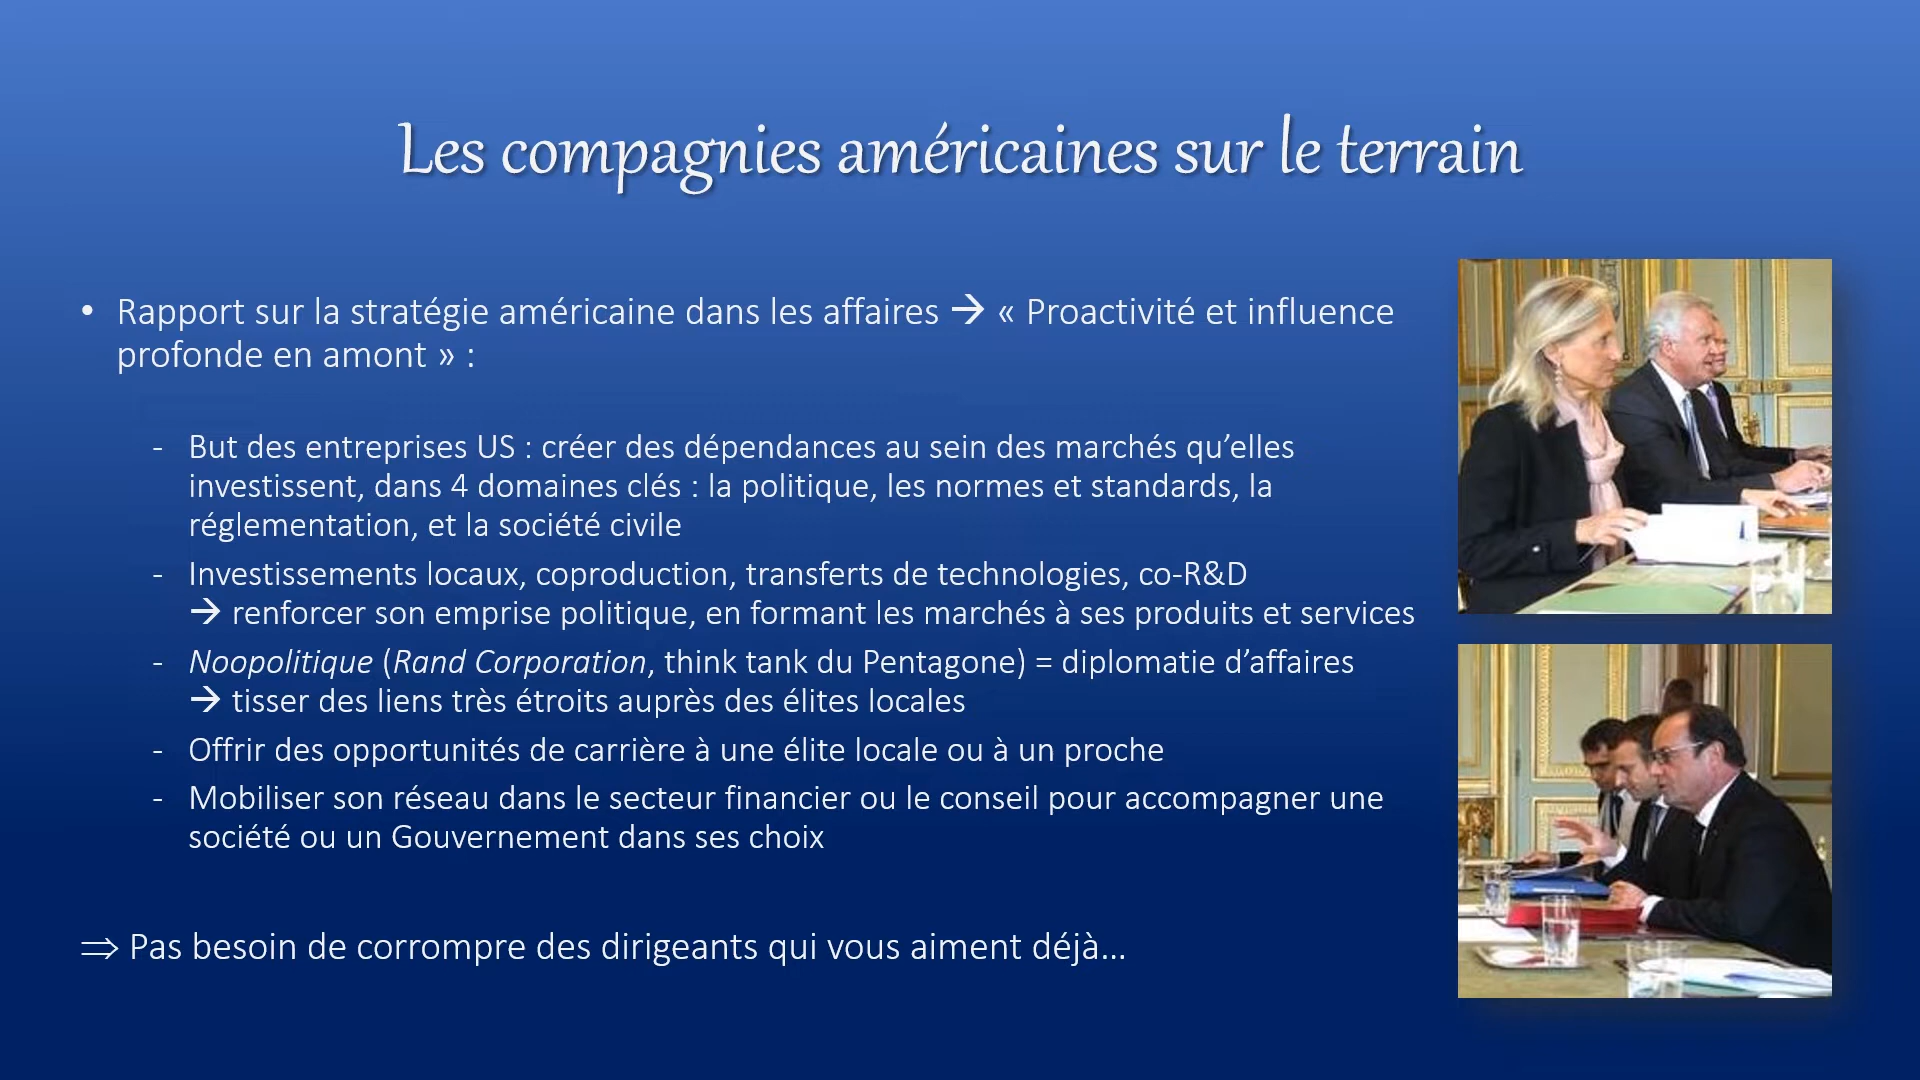 Les compagnies américaines sur le terrain
• Rapport sur la stratégie américaine dans les affaires → « Proactivité et influence
profonde en amont » :
- But des entreprises US : créer des dépendances au sein des marchés qu’elles
investissent, dans 4 domaines clés : la politique, les normes et standards, la
réglementation, et la société civile
- Investissements locaux, coproduction, transferts de technologies, co-R&D
→ renforcer son emprise politique, en formant les marchés à ses produits et services
- Noopolitique (Rand Corporation, think tank du Pentagone) = diplomatie d’affaires
→ tisser des liens très étroits auprès des élites locales
- Offrir des opportunités de carrière à une élite locale ou à un proche
- Mobiliser son réseau dans le secteur financier ou le conseil pour accompagner une
société ou un Gouvernement dans ses choix
⇒ Pas besoin de corrompre des dirigeants qui vous aiment déjà…